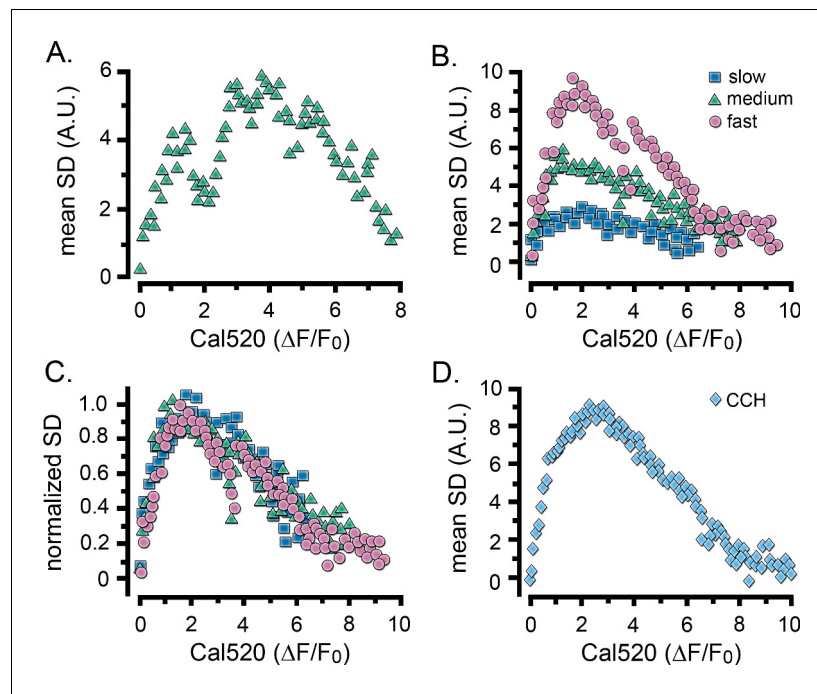 A.
6
4
2
0
mean SD (A.U.)
0 2 4 6 8
Cal520 (ΔF/F₀)
B.
10
8
6
4
2
0
mean SD (A.U.)
slow
medium
fast
0 2 4 6 8 10
Cal520 (ΔF/F₀)
C.
1.0
0.8
0.6
0.4
0.2
0
normalized SD
0 2 4 6 8 10
Cal520 (ΔF/F₀)
D.
10
8
6
4
2
0
mean SD (A.U.)
CCH
0 2 4 6 8 10
Cal520 (ΔF/F₀)